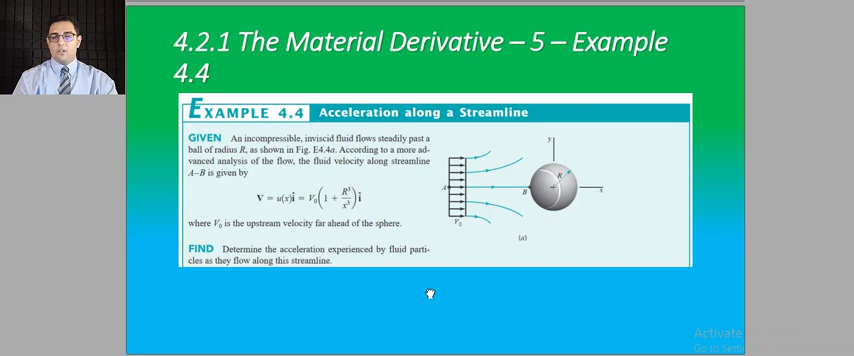 4.2.1 The Material Derivative – 5 – Example
4.4
EXAMPLE 4.4 Acceleration along a Streamline
GIVEN An incompressible, inviscid fluid flows steadily past a
ball of radius R, as shown in Fig. E4.4a. According to a more ad-
vanced analysis of the flow, the fluid velocity along streamline
A–B is given by
V = u(x)î = V₀(1 + R³/x³)î
where V₀ is the upstream velocity far ahead of the sphere.
FIND Determine the acceleration experienced by fluid parti-
cles as they flow along this streamline.
y
R
A
B
x
V₀
(a)
Activate
Go to Setti